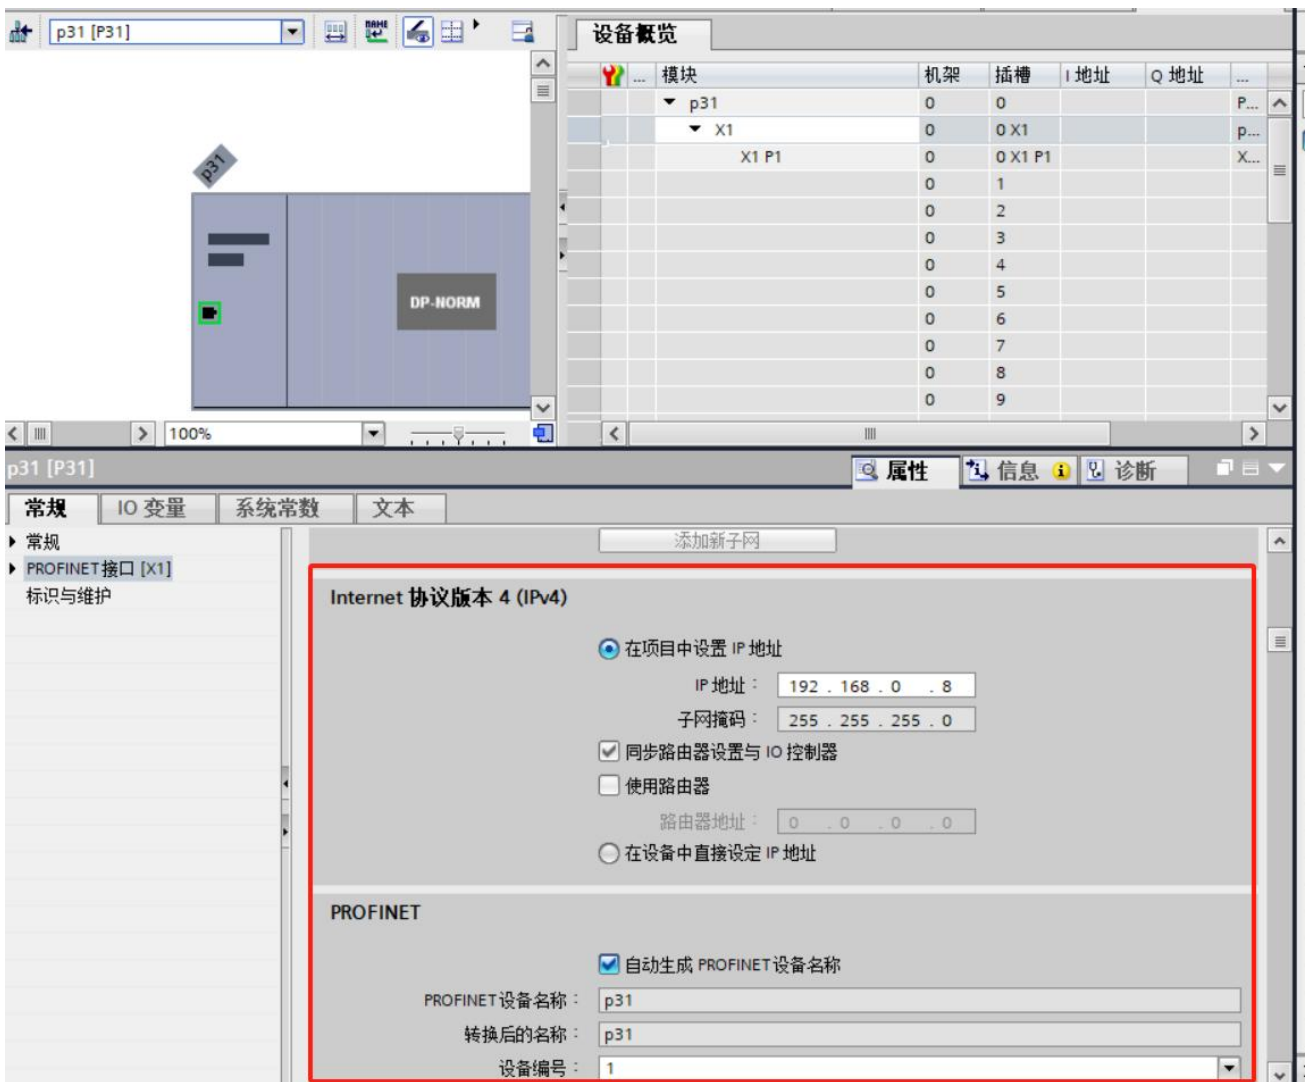 p31 [P31]
设备概览
... 模块 机架 插槽 I 地址 Q 地址 ...
p31 0 0 P...
X1 0 0 X1 p...
X1 P1 0 0 X1 P1 X...
0 1
0 2
0 3
0 4
0 5
0 6
0 7
0 8
0 9
p31
DP-NORM
100%
p31 [P31]
属性 信息 诊断
常规 IO 变量 系统常数 文本
常规
PROFINET接口 [X1]
标识与维护
添加新子网
Internet 协议版本 4 (IPv4)
在项目中设置 IP 地址
IP 地址： 192 . 168 . 0 . 8
子网掩码： 255 . 255 . 255 . 0
同步路由器设置与 IO 控制器
使用路由器
路由器地址： 0 . 0 . 0 . 0
在设备中直接设定 IP 地址
PROFINET
自动生成 PROFINET设备名称
PROFINET设备名称： p31
转换后的名称： p31
设备编号： 1